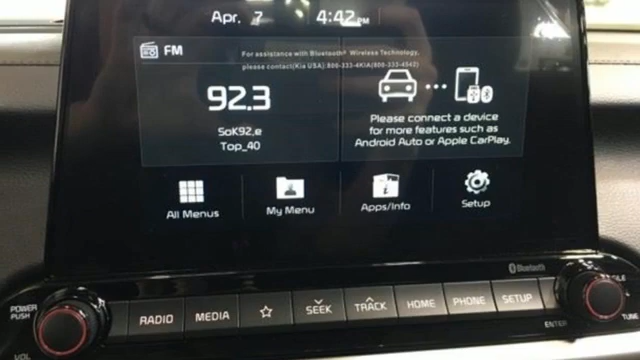 Apr. 7 4:42 PM
FM
For assistance with Bluetooth® Wireless Technology,
please contact(Kia USA):800-333-4KIA(800-333-4542)
92.3
SoK92.e
Top_40
Please connect a device
for more features such as
Android Auto or Apple CarPlay.
All Menus
My Menu
Apps/Info
Setup
Bluetooth
POWER
PUSH
VOL
RADIO
MEDIA
☆
SEEK
TRACK
HOME
PHONE
SETUP
ENTER
TUNE